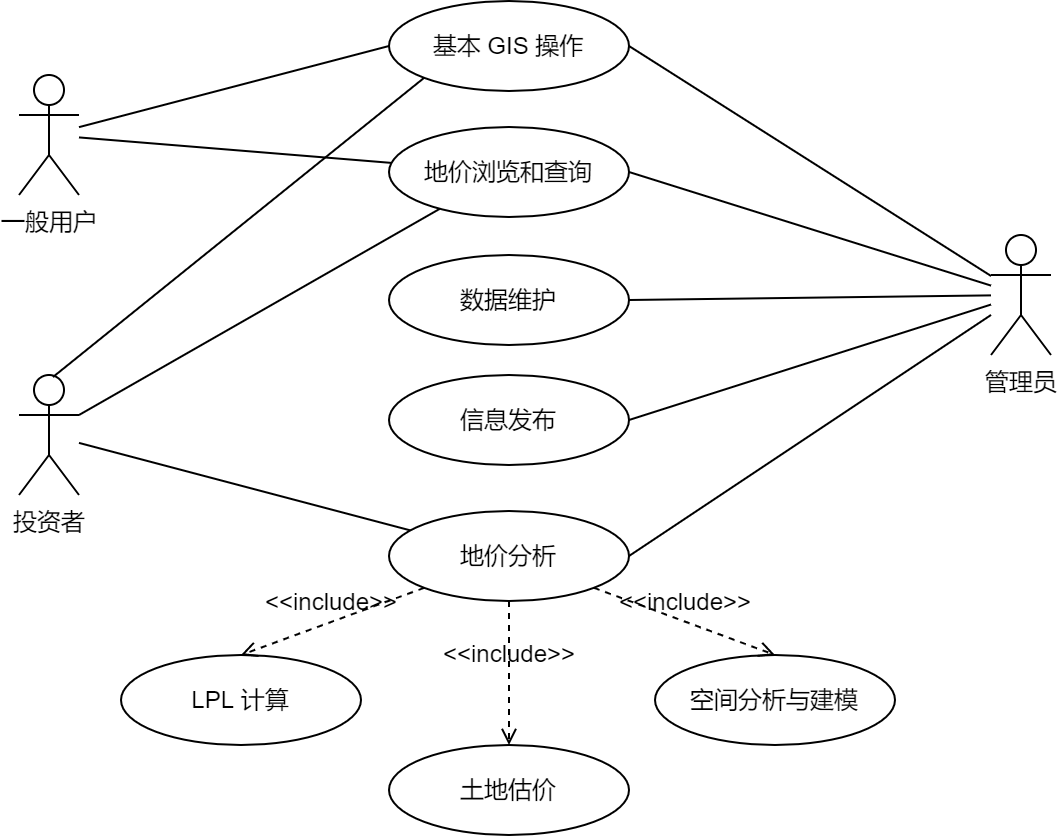 基本 GIS 操作
一般用户
地价浏览和查询
数据维护
管理员
信息发布
投资者
地价分析
<<include>>
<<include>>
<<include>>
LPL 计算
空间分析与建模
土地估价